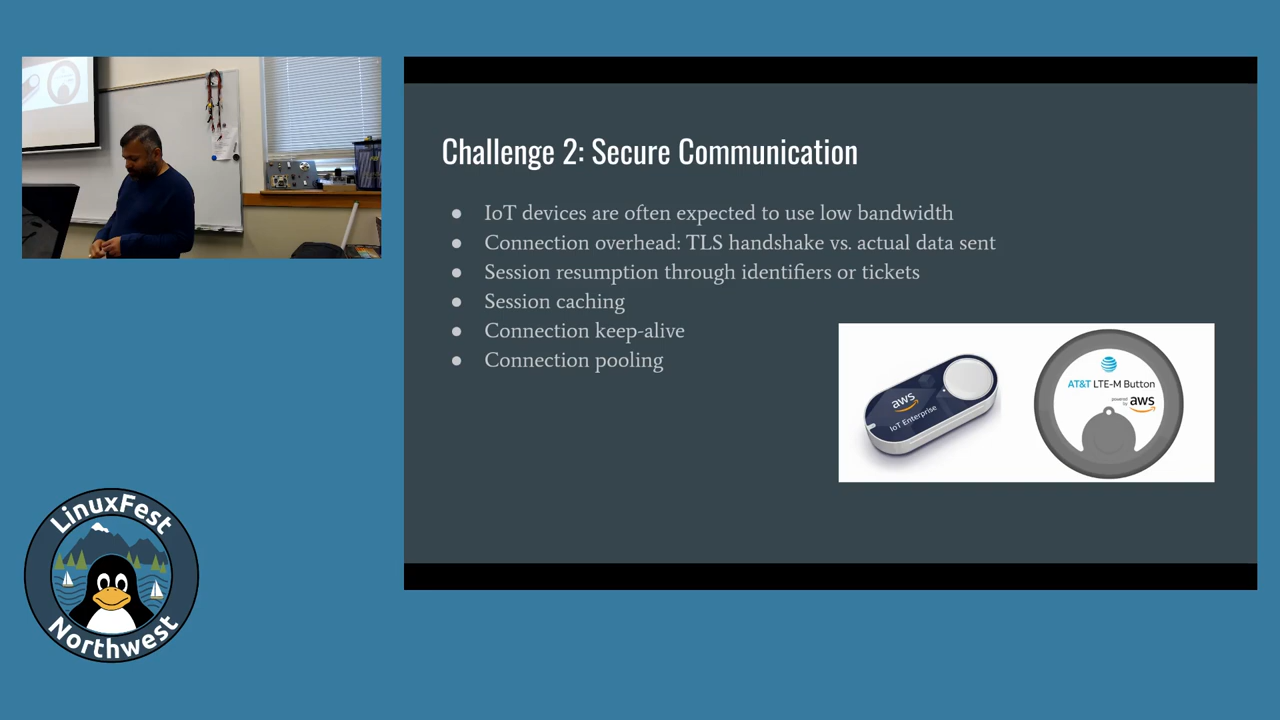 Challenge 2: Secure Communication
● IoT devices are often expected to use low bandwidth
● Connection overhead: TLS handshake vs. actual data sent
● Session resumption through identifiers or tickets
● Session caching
● Connection keep-alive
● Connection pooling
aws
IoT Enterprise
AT&T LTE-M Button
powered by aws
LinuxFest
Northwest